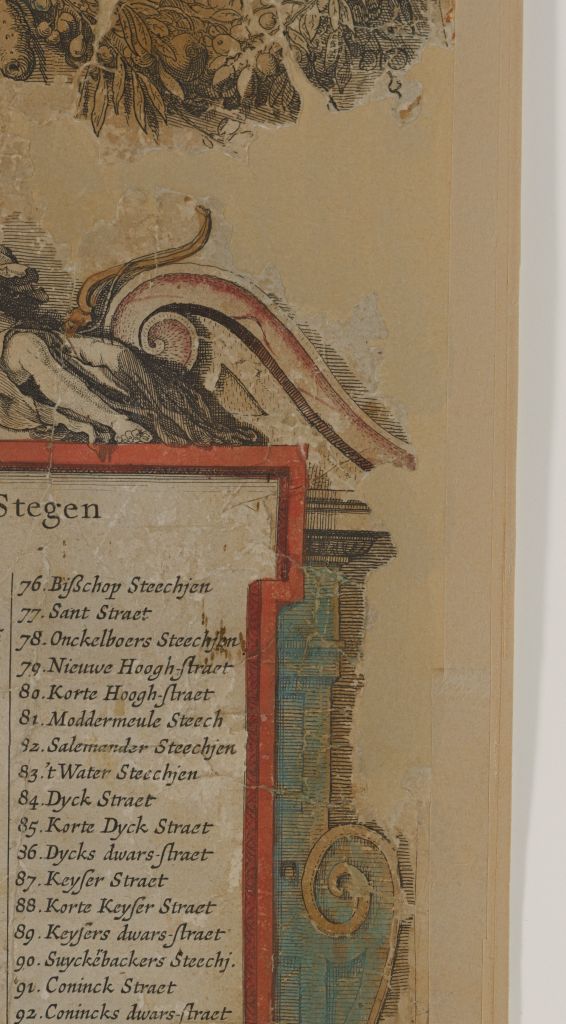 Stegen
76. Bißchop Steechjen
77. Sant Straet
78. Onckelboers Steechjen
79. Nieuwe Hoogh-ſtraet
80. Korte Hoogh-ſtraet
81. Moddermeule Steech
82. Salemander Steechjen
83. 't Water Steechjen
84. Dyck Straet
85. Korte Dyck Straet
36. Dycks dwars-ſtraet
87. Keyſer Straet
88. Korte Keyſer Straet
89. Keyſers dwars-ſtraet
90. Suyckëbackers Steechj.
91. Coninck Straet
92. Conincks dwars-ſtraet